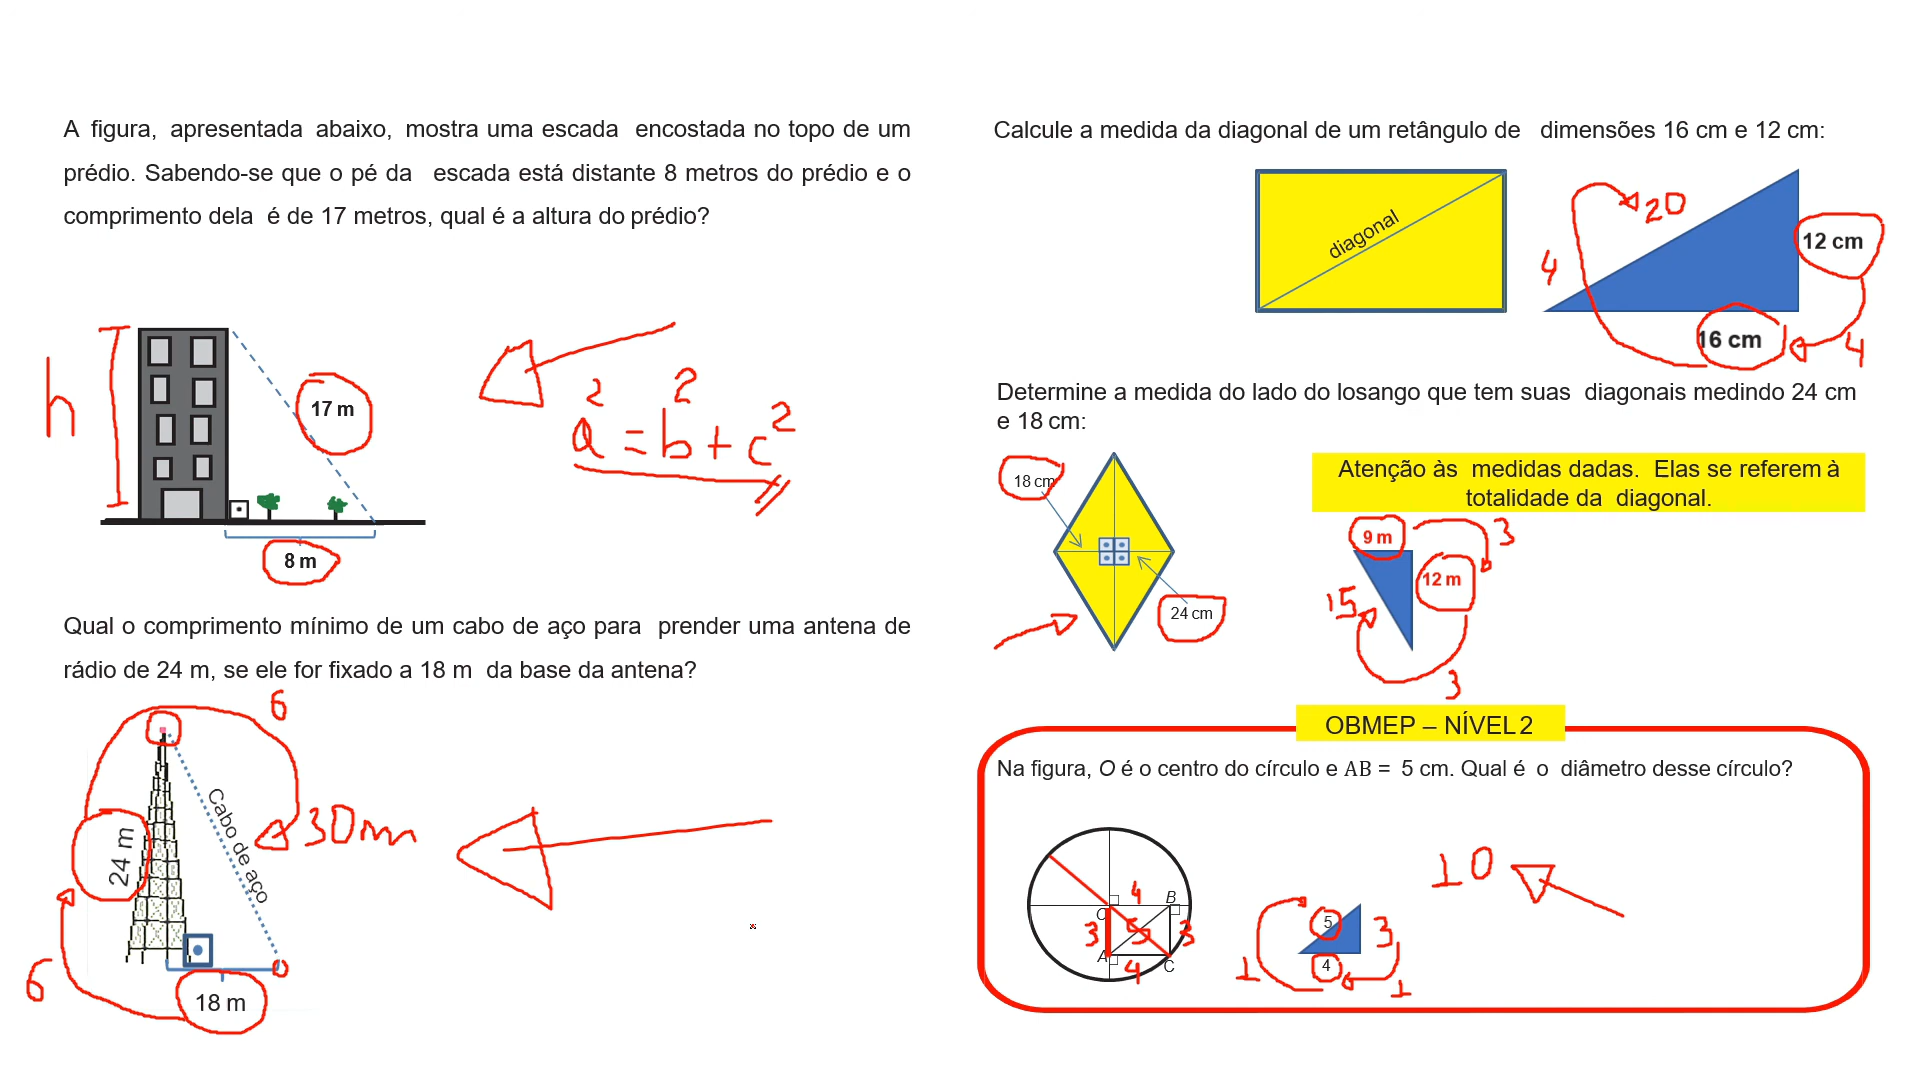 A figura, apresentada abaixo, mostra uma escada encostada no topo de um
prédio. Sabendo-se que o pé da escada está distante 8 metros do prédio e o
comprimento dela é de 17 metros, qual é a altura do prédio?
h
17 m
8 m
a² = b² + c²
Qual o comprimento mínimo de um cabo de aço para prender uma antena de
rádio de 24 m, se ele for fixado a 18 m da base da antena?
6
24 m
Cabo de aço
30m
6
18 m
Calcule a medida da diagonal de um retângulo de dimensões 16 cm e 12 cm:
diagonal
20
12 cm
4
16 cm
4
Determine a medida do lado do losango que tem suas diagonais medindo 24 cm
e 18 cm:
18 cm
24 cm
Atenção às medidas dadas. Elas se referem à
totalidade da diagonal.
9 m
3
12 m
15
3
OBMEP – NÍVEL 2
Na figura, O é o centro do círculo e AB = 5 cm. Qual é o diâmetro desse círculo?
4
B
O
3
5
3
A
4
C
5
3
4
1
1
10